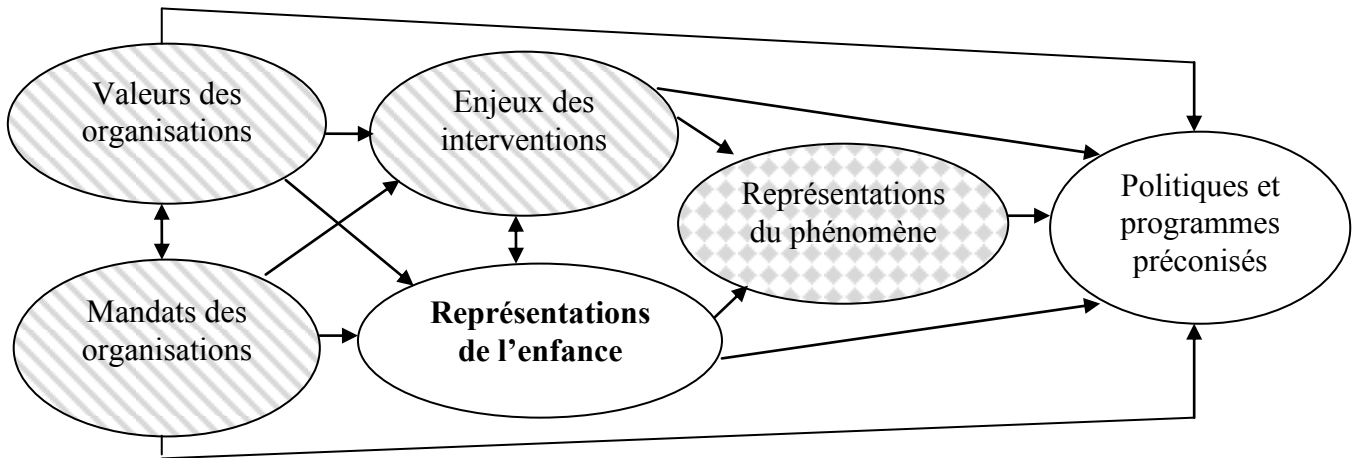 Valeurs des
organisations
Enjeux des
interventions
Représentations
du phénomène
Politiques et
programmes
préconisés
Mandats des
organisations
Représentations
de l’enfance